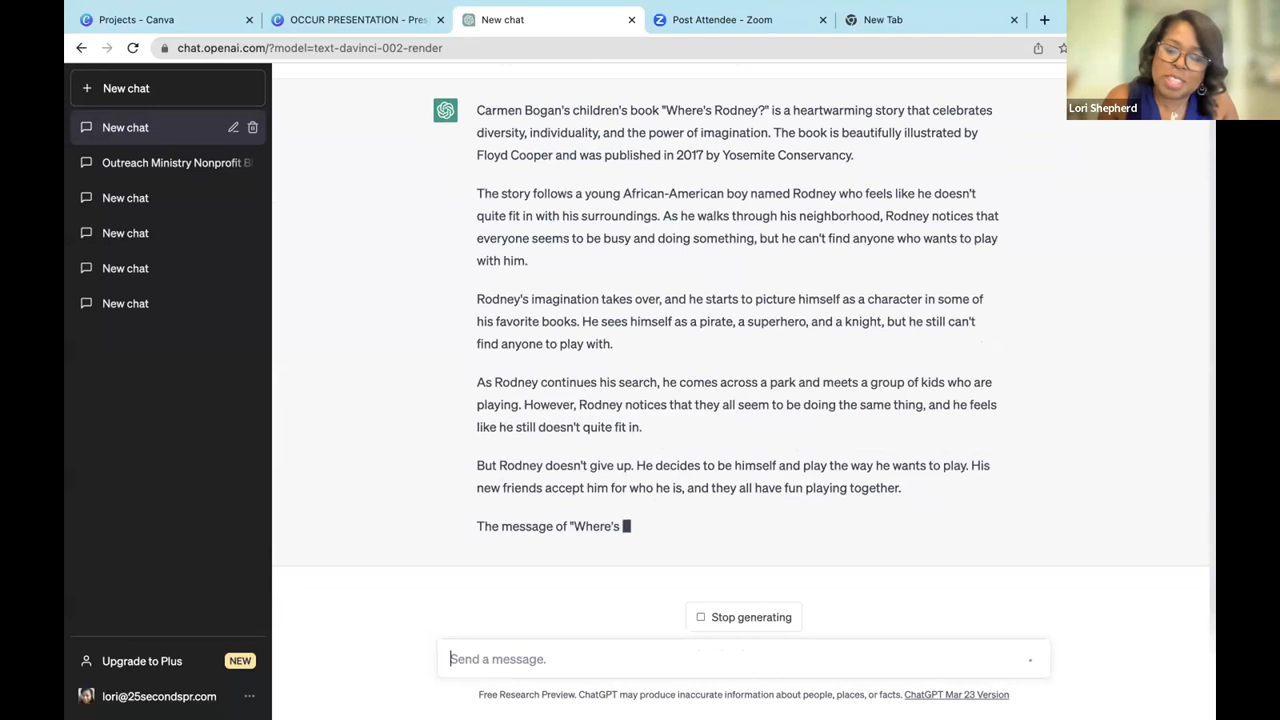 Projects - Canva
OCCUR PRESENTATION - Pres
New chat
Post Attendee - Zoom
New Tab
chat.openai.com/?model=text-davinci-002-render
Lori Shepherd
New chat
New chat
Outreach Ministry Nonprofit B
New chat
New chat
New chat
New chat
Carmen Bogan's children's book "Where's Rodney?" is a heartwarming story that celebrates
diversity, individuality, and the power of imagination. The book is beautifully illustrated by
Floyd Cooper and was published in 2017 by Yosemite Conservancy.
The story follows a young African-American boy named Rodney who feels like he doesn't
quite fit in with his surroundings. As he walks through his neighborhood, Rodney notices that
everyone seems to be busy and doing something, but he can't find anyone who wants to play
with him.
Rodney's imagination takes over, and he starts to picture himself as a character in some of
his favorite books. He sees himself as a pirate, a superhero, and a knight, but he still can't
find anyone to play with.
As Rodney continues his search, he comes across a park and meets a group of kids who are
playing. However, Rodney notices that they all seem to be doing the same thing, and he feels
like he still doesn't quite fit in.
But Rodney doesn't give up. He decides to be himself and play the way he wants to play. His
new friends accept him for who he is, and they all have fun playing together.
The message of "Where's
Stop generating
Send a message.
Free Research Preview. ChatGPT may produce inaccurate information about people, places, or facts. ChatGPT Mar 23 Version
Upgrade to Plus NEW
lori@25secondspr.com